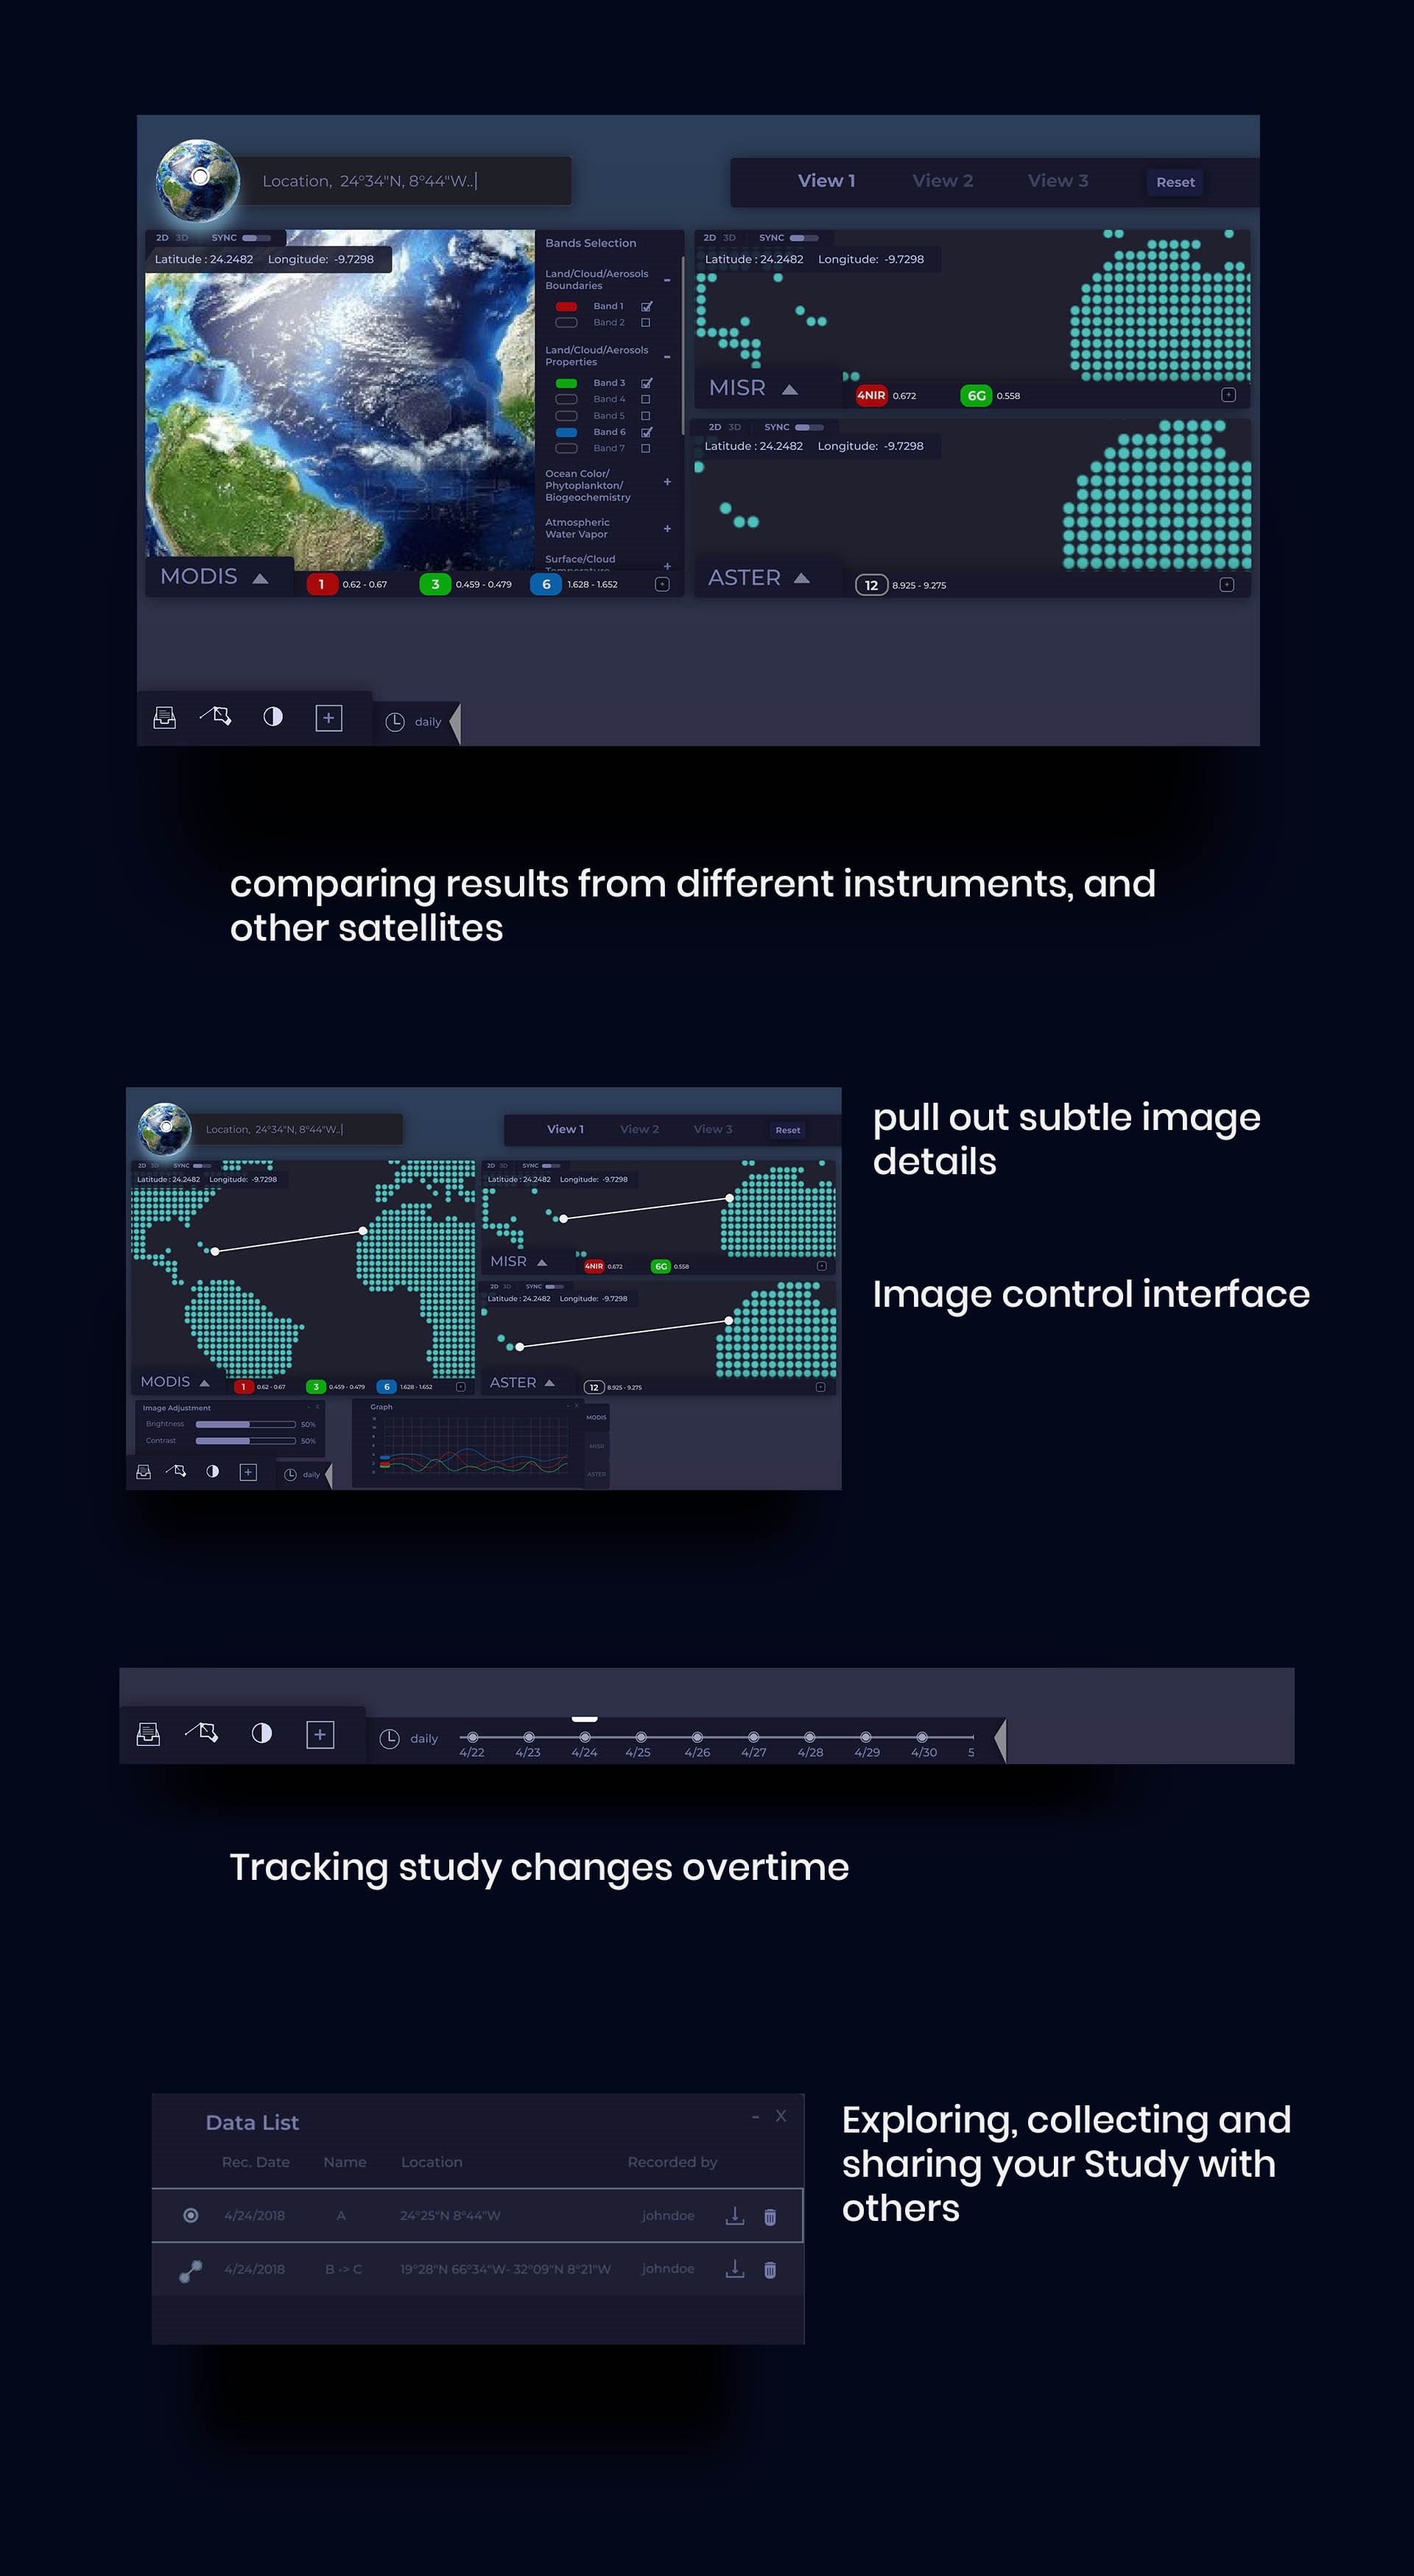 Location, 24°34"N, 8°44"W..
View 1 View 2 View 3 Reset
2D 3D SYNC
Latitude : 24.2482 Longitude: -9.7298
Bands Selection
Land/Cloud/Aerosols
Boundaries
-
Band 1
Band 2
Land/Cloud/Aerosols
Properties
-
Band 3
Band 4
Band 5
Band 6
Band 7
Ocean Color/
Phytoplankton/
Biogeochemistry
+
Atmospheric
Water Vapor
+
Surface/Cloud
Temperature
+
MODIS
1 0.62 - 0.67 3 0.459 - 0.479 6 1.628 - 1.652
2D 3D SYNC
Latitude : 24.2482 Longitude: -9.7298
MISR 4NIR 0.672 6G 0.558
2D 3D SYNC
Latitude : 24.2482 Longitude: -9.7298
ASTER 12 8.925 - 9.275
daily
comparing results from different instruments, and
other satellites
Location, 24°34"N, 8°44"W..
View 1 View 2 View 3 Reset
2D 3D SYNC
Latitude : 24.2482 Longitude: -9.7298
MODIS 1 0.62 - 0.67 3 0.459 - 0.479 6 1.628 - 1.652
2D 3D SYNC
Latitude : 24.2482 Longitude: -9.7298
MISR 4NIR 0.672 6G 0.558
2D 3D SYNC
Latitude : 24.2482 Longitude: -9.7298
ASTER 12 8.925 - 9.275
Image Adjustment - X
Brightness 50%
Contrast 50%
daily
Graph - X
MODIS
MISR
ASTER
pull out subtle image
details
Image control interface
daily
4/22 4/23 4/24 4/25 4/26 4/27 4/28 4/29 4/30 5
Tracking study changes overtime
Data List - X
Rec. Date Name Location Recorded by
4/24/2018 A 24°25"N 8°44"W johndoe
4/24/2018 B -> C 19°28"N 66°34"W- 32°09"N 8°21"W johndoe
Exploring, collecting and
sharing your Study with
others